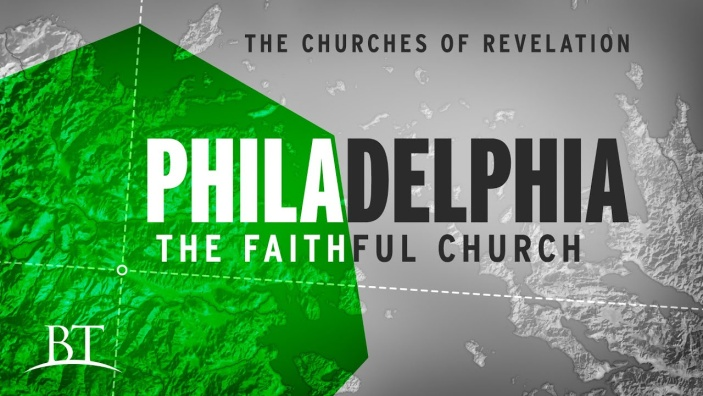 THE CHURCHES OF REVELATION
PHILADELPHIA
THE FAITHFUL CHURCH
BT